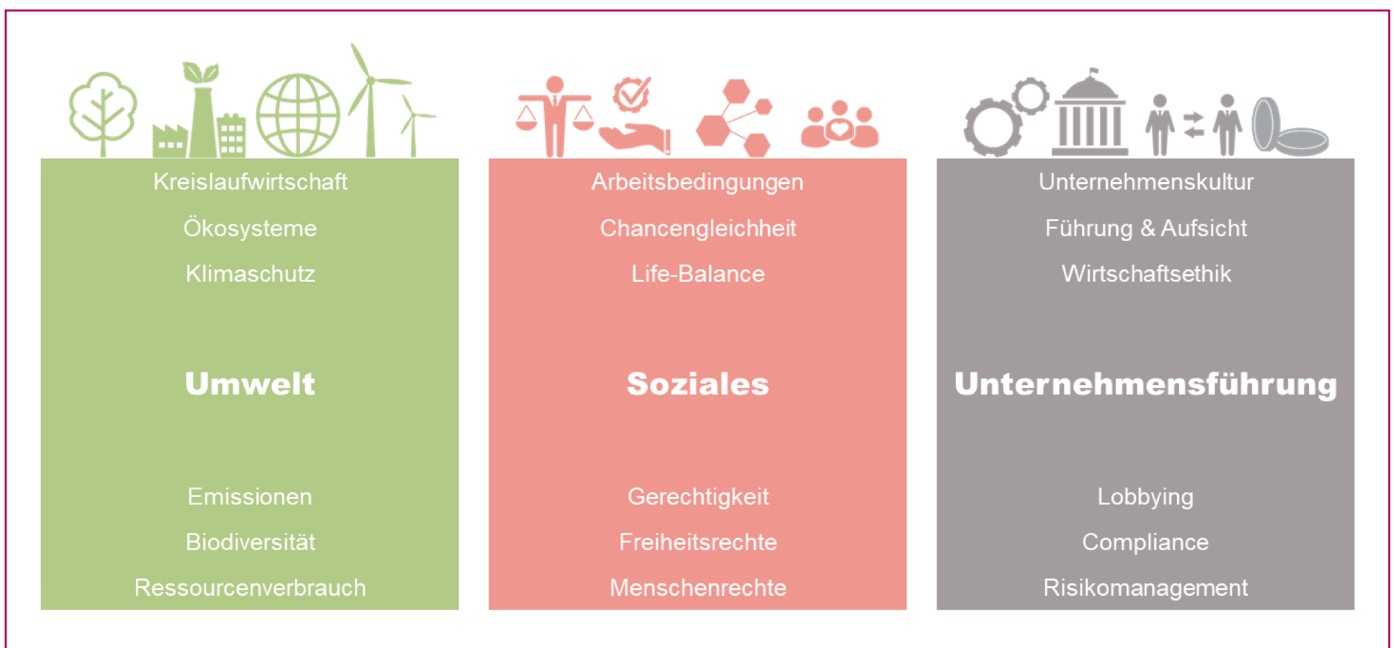 Kreislaufwirtschaft
Ökosysteme
Klimaschutz
Umwelt
Emissionen
Biodiversität
Ressourcenverbrauch
Arbeitsbedingungen
Chancengleichheit
Life-Balance
Soziales
Gerechtigkeit
Freiheitsrechte
Menschenrechte
Unternehmenskultur
Führung & Aufsicht
Wirtschaftsethik
Unternehmensführung
Lobbying
Compliance
Risikomanagement